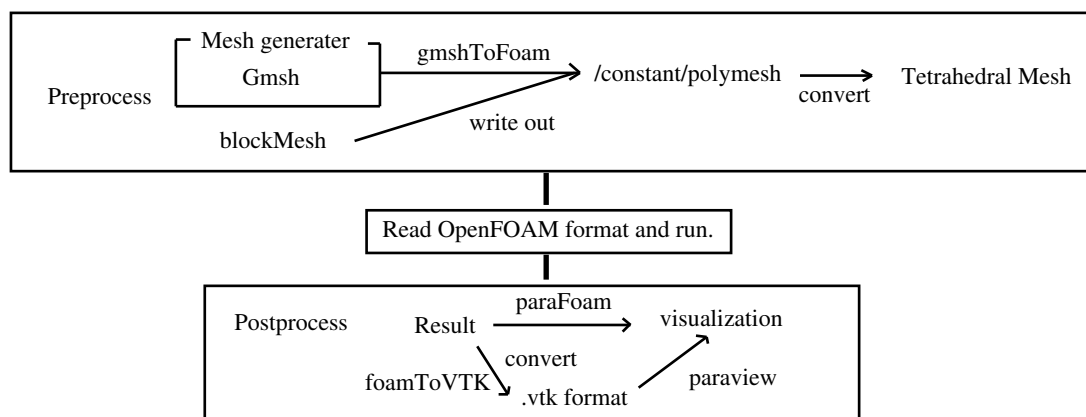 Mesh generater
Gmsh
gmshToFoam
/constant/polymesh
convert
Tetrahedral Mesh
Preprocess
write out
blockMesh
Read OpenFOAM format and run.
paraFoam
Postprocess
Result
visualization
convert
foamToVTK
.vtk format
paraview